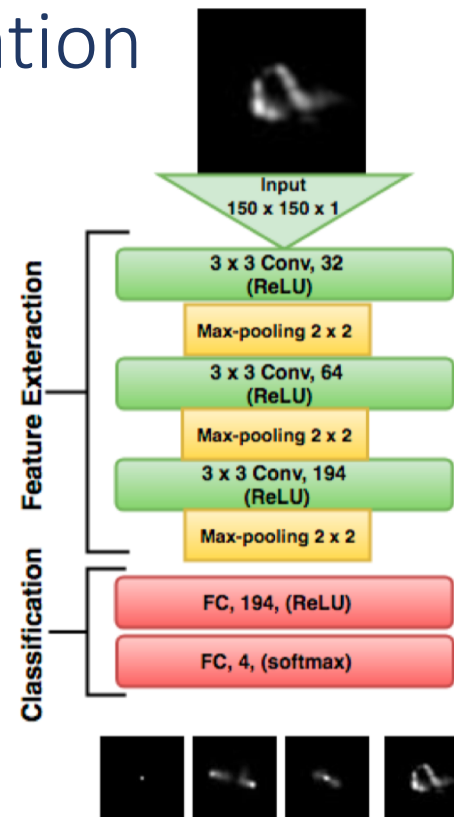 ation
Input
150 x 150 x 1
3 x 3 Conv, 32
(ReLU)
Max-pooling 2 x 2
3 x 3 Conv, 64
(ReLU)
Max-pooling 2 x 2
3 x 3 Conv, 194
(ReLU)
Max-pooling 2 x 2
Feature Exteraction
FC, 194, (ReLU)
FC, 4, (softmax)
Classification